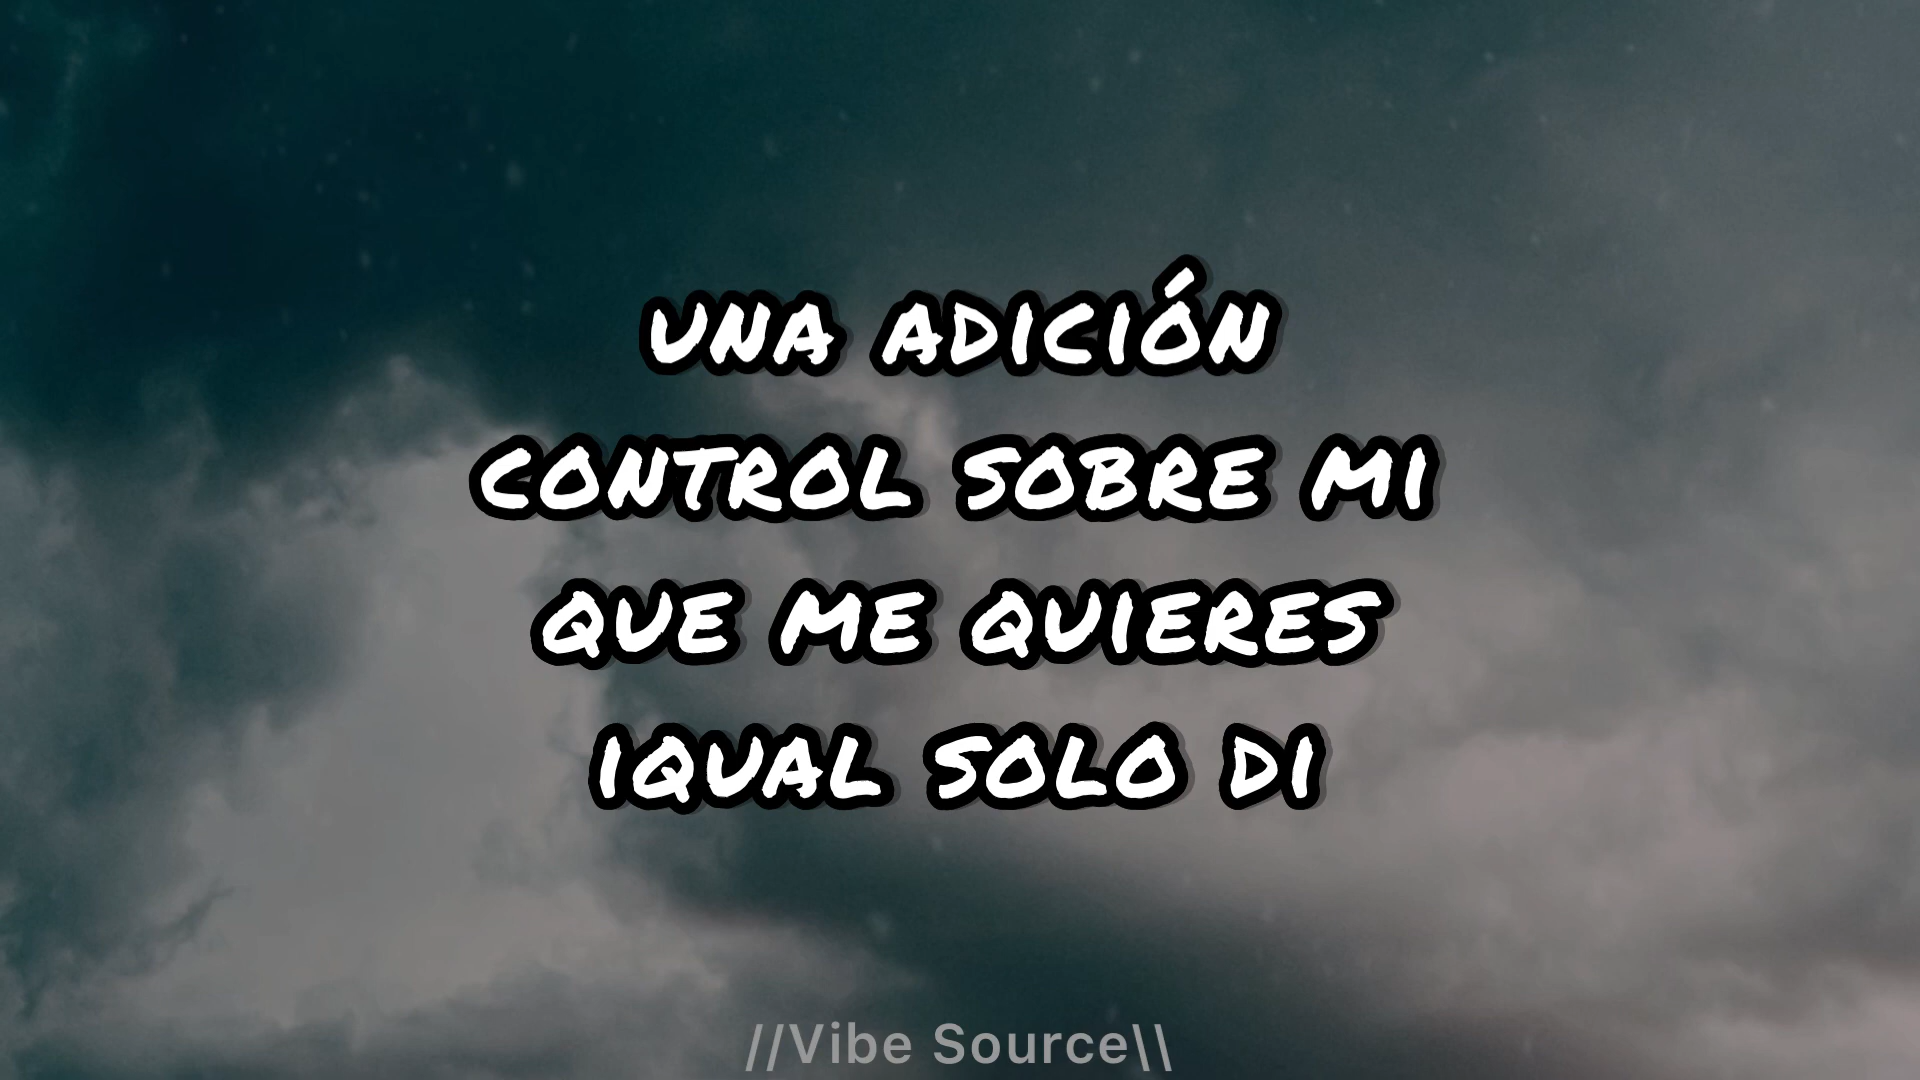 UNA ADICIÓN
CONTROL SOBRE MI
QUE ME QUIERES
IQUAL SOLO DI
//Vibe Source\\